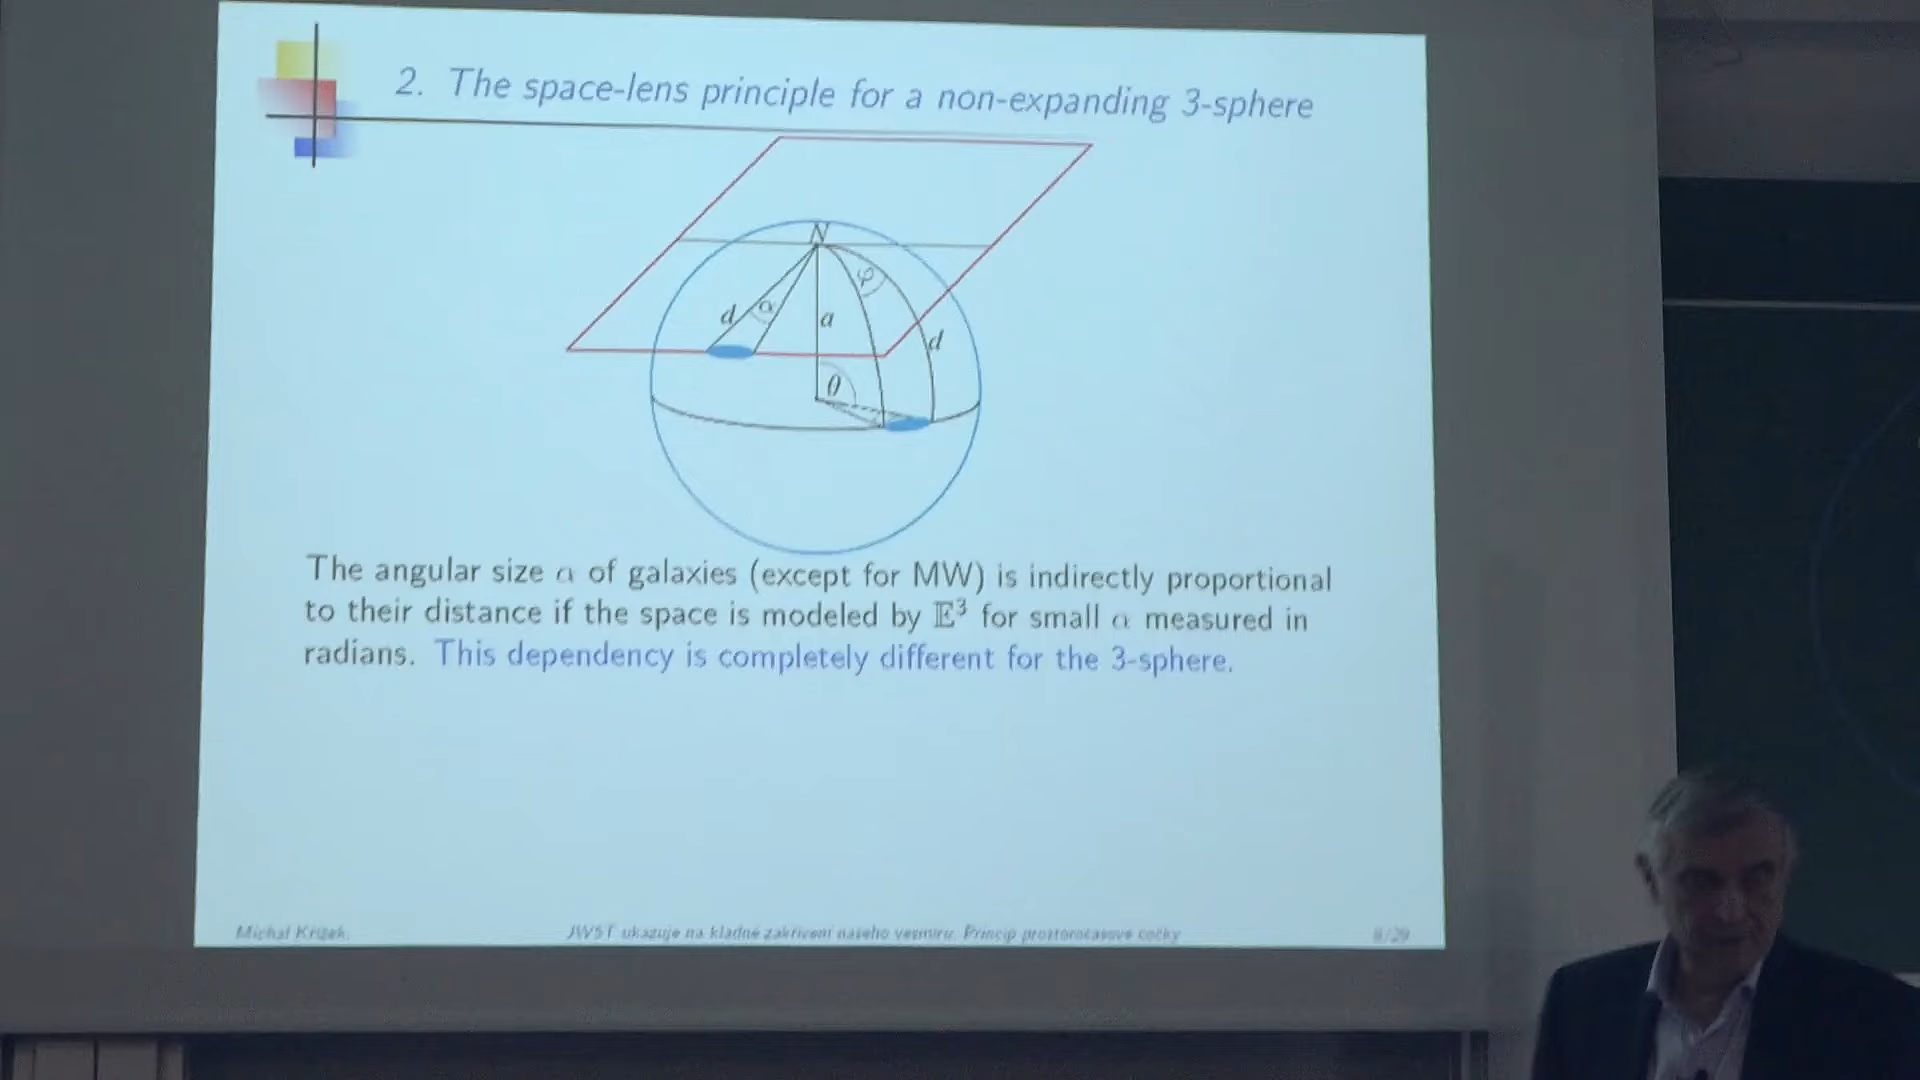 2. The space-lens principle for a non-expanding 3-sphere
N
φ
d
α
a
d
θ
The angular size α of galaxies (except for MW) is indirectly proportional
to their distance if the space is modeled by 𝔼³ for small α measured in
radians. This dependency is completely different for the 3-sphere.
Michal Křížek,
JWST ukazuje na kladné zakřivení našeho vesmíru. Princip prostoročasové čočky
8/29